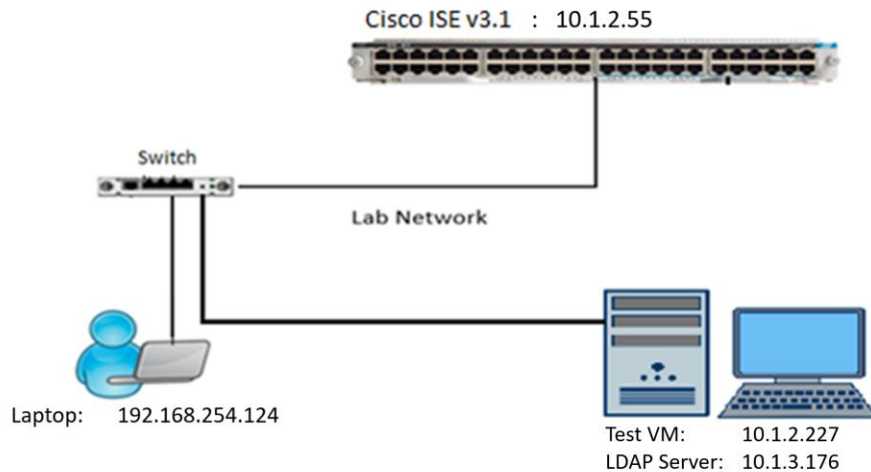 Cisco ISE v3.1 : 10.1.2.55
Switch
Lab Network
Laptop: 192.168.254.124
Test VM: 10.1.2.227
LDAP Server: 10.1.3.176